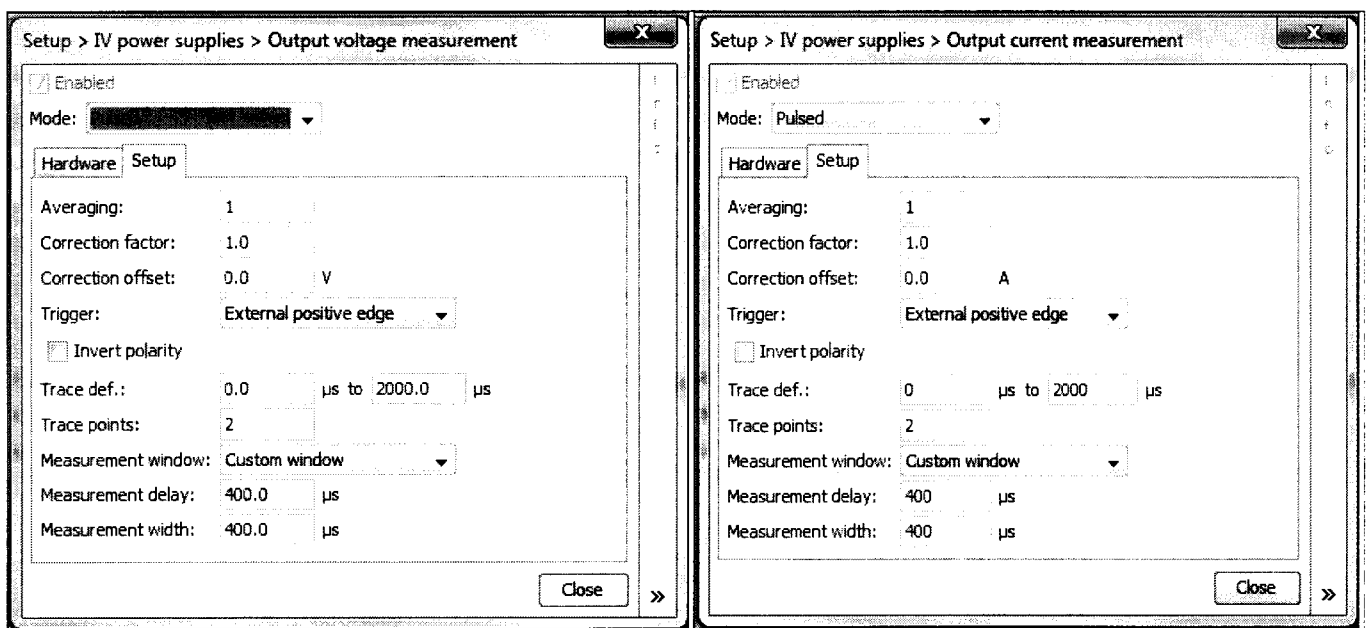 Setup > IV power supplies > Output voltage measurement
X
Enabled
Mode:
Hardware
Setup
Averaging: 1
Correction factor: 1.0
Correction offset: 0.0 V
Trigger: External positive edge
Invert polarity
Trace def.: 0.0 µs to 2000.0 µs
Trace points: 2
Measurement window: Custom window
Measurement delay: 400.0 µs
Measurement width: 400.0 µs
Close
»
Setup > IV power supplies > Output current measurement
X
Enabled
Mode: Pulsed
Hardware
Setup
Averaging: 1
Correction factor: 1.0
Correction offset: 0.0 A
Trigger: External positive edge
Invert polarity
Trace def.: 0 µs to 2000 µs
Trace points: 2
Measurement window: Custom window
Measurement delay: 400 µs
Measurement width: 400 µs
Close
»